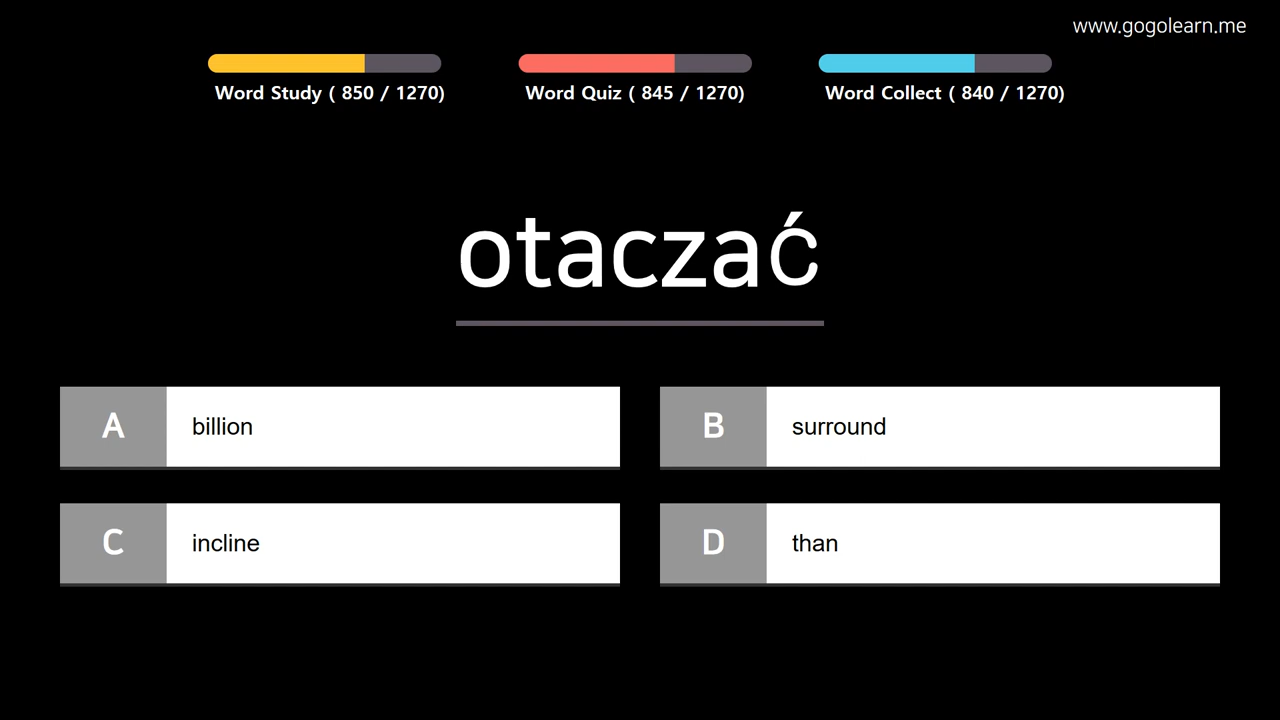 www.gogolearn.me
Word Study ( 850 / 1270)
Word Quiz ( 845 / 1270)
Word Collect ( 840 / 1270)
otaczać
A billion
B surround
C incline
D than